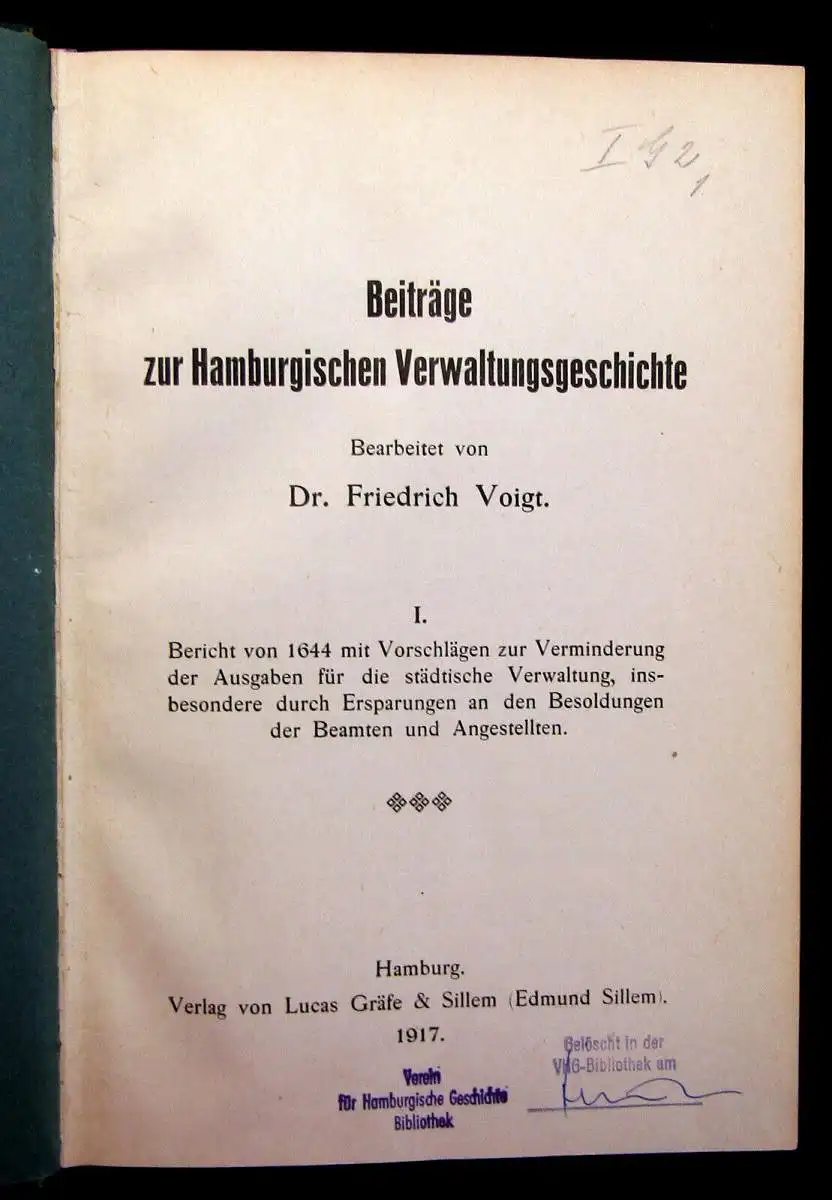 I G 2,
1
Beiträge
zur Hamburgischen Verwaltungsgeschichte
Bearbeitet von
Dr. Friedrich Voigt.
I.
Bericht von 1644 mit Vorschlägen zur Verminderung
der Ausgaben für die städtische Verwaltung, ins-
besondere durch Ersparungen an den Besoldungen
der Beamten und Angestellten.
Hamburg.
Verlag von Lucas Gräfe & Sillem (Edmund Sillem).
1917.
Verein
für Hamburgische Geschichte
Bibliothek
Gelöscht in der
VHG-Bibliothek am